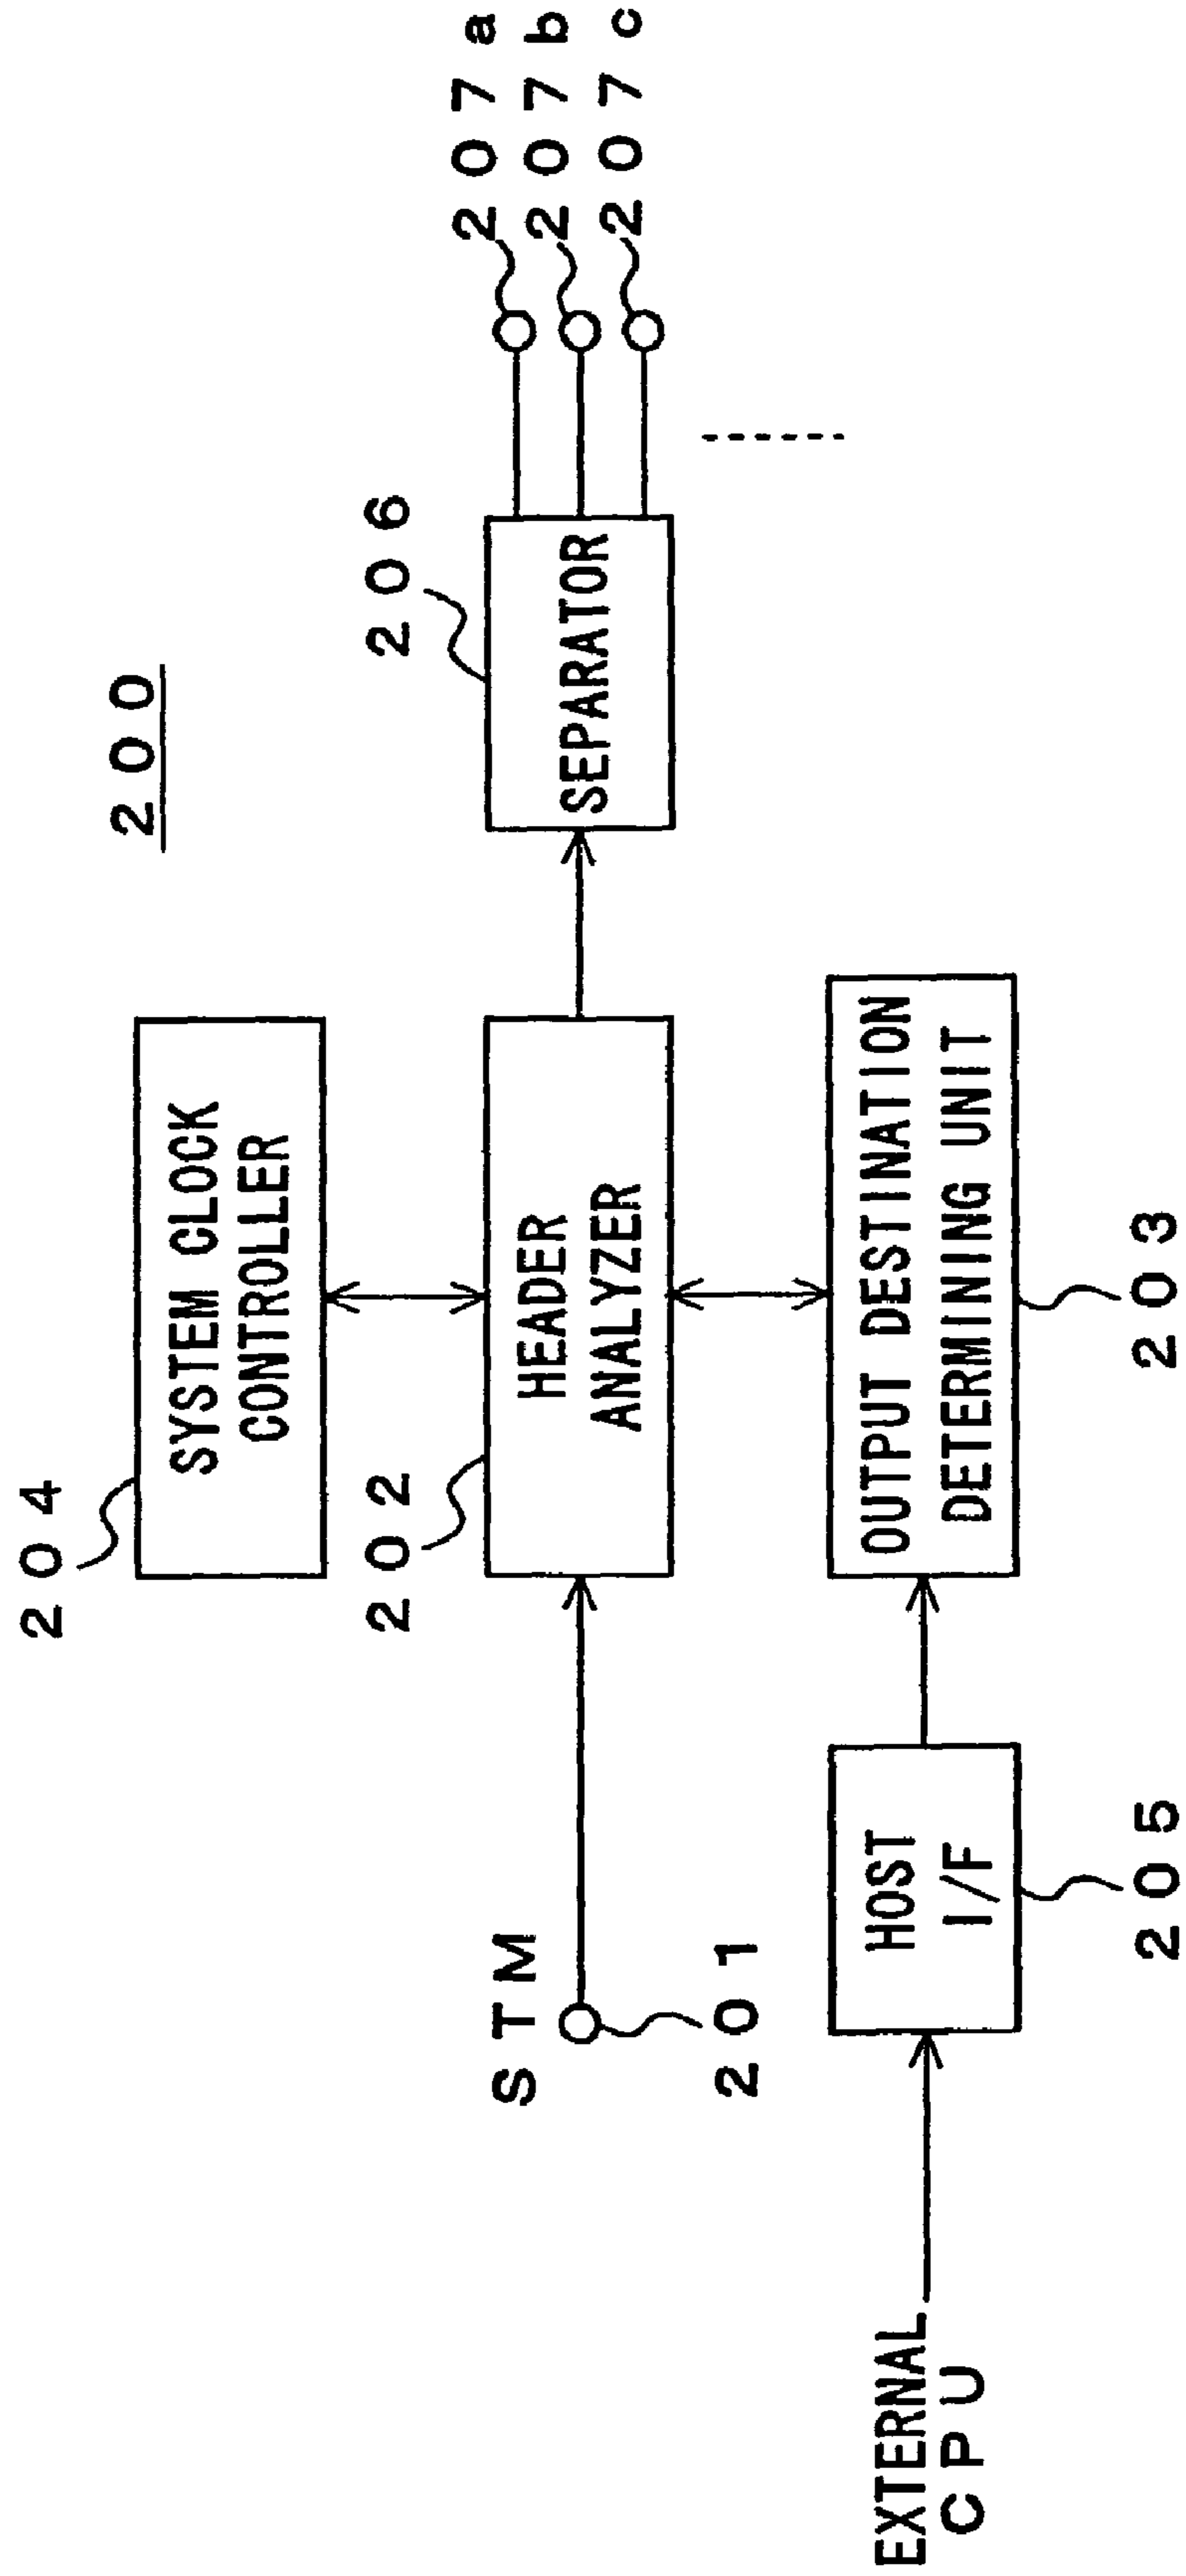 200
204
SYSTEM CLOCK
CONTROLLER
206
207a
207b
207c
STM
201
202
HEADER
ANALYZER
SEPARATOR
EXTERNAL
CPU
HOST
I/F
205
OUTPUT DESTINATION
DETERMINING UNIT
203